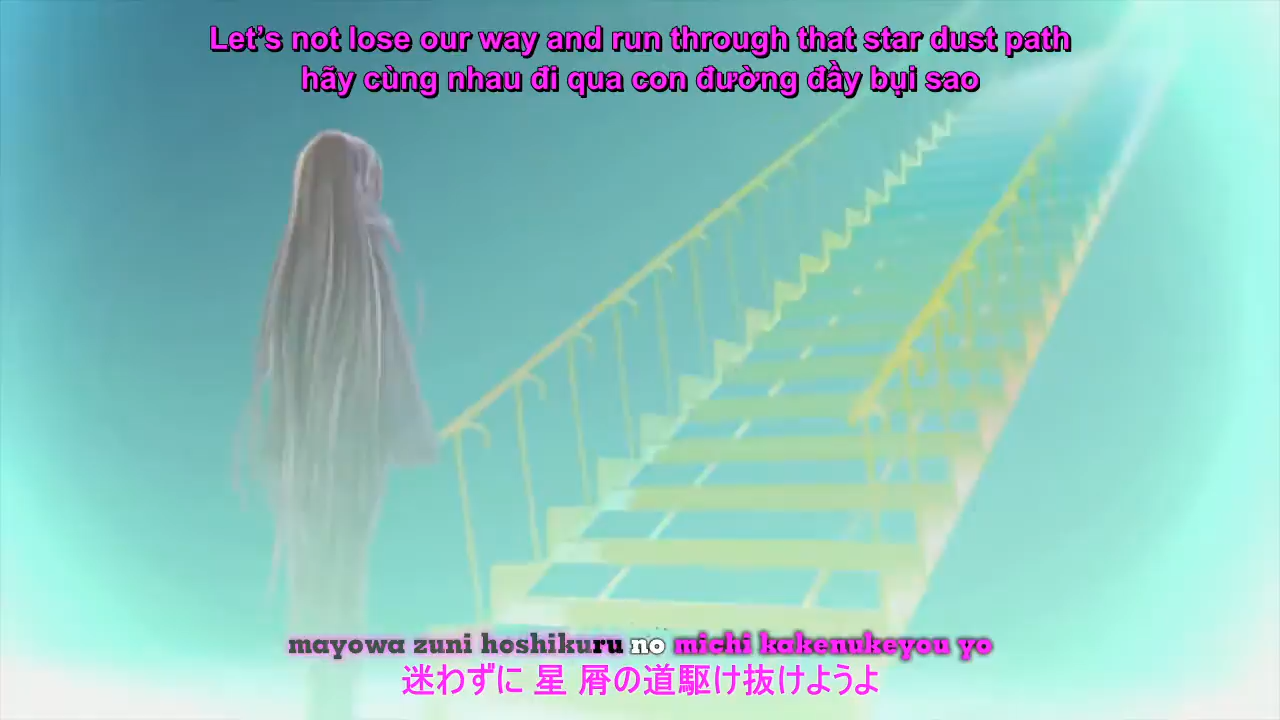 Let's not lose our way and run through that star dust path
hãy cùng nhau đi qua con đường đầy bụi sao
mayowa zuni hoshikuru no michi kakenukeyou yo
迷わずに 星 屑の道駆け抜けようよ